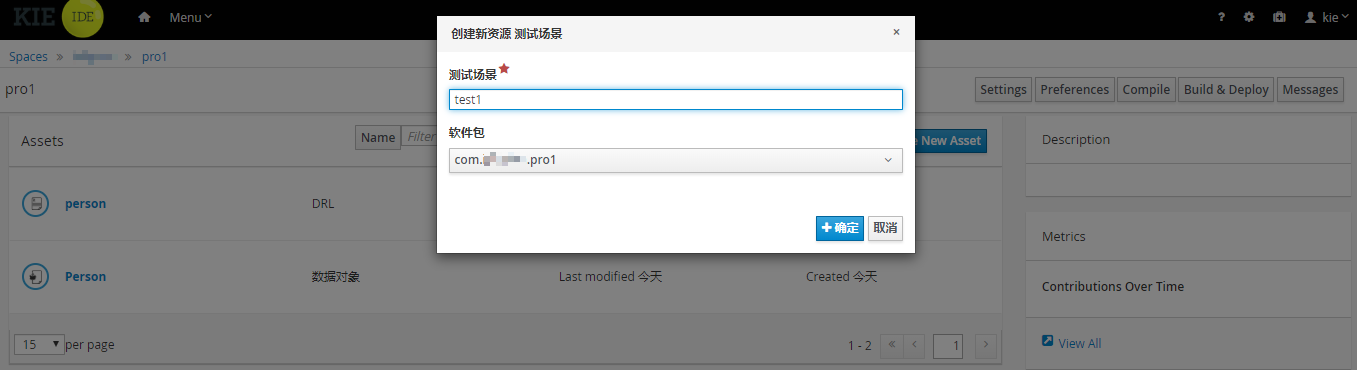 KIE IDE Menu kie
创建新资源 测试场景 ×
Spaces » » pro1
测试场景
test1
pro1
Settings Preferences Compile Build & Deploy Messages
软件包
com. .pro1
Assets
Name Filter
New Asset
Description
person DRL
确定 取消
Metrics
Person 数据对象 Last modified 今天 Created 今天
Contributions Over Time
15 per page
1 - 2 1
View All